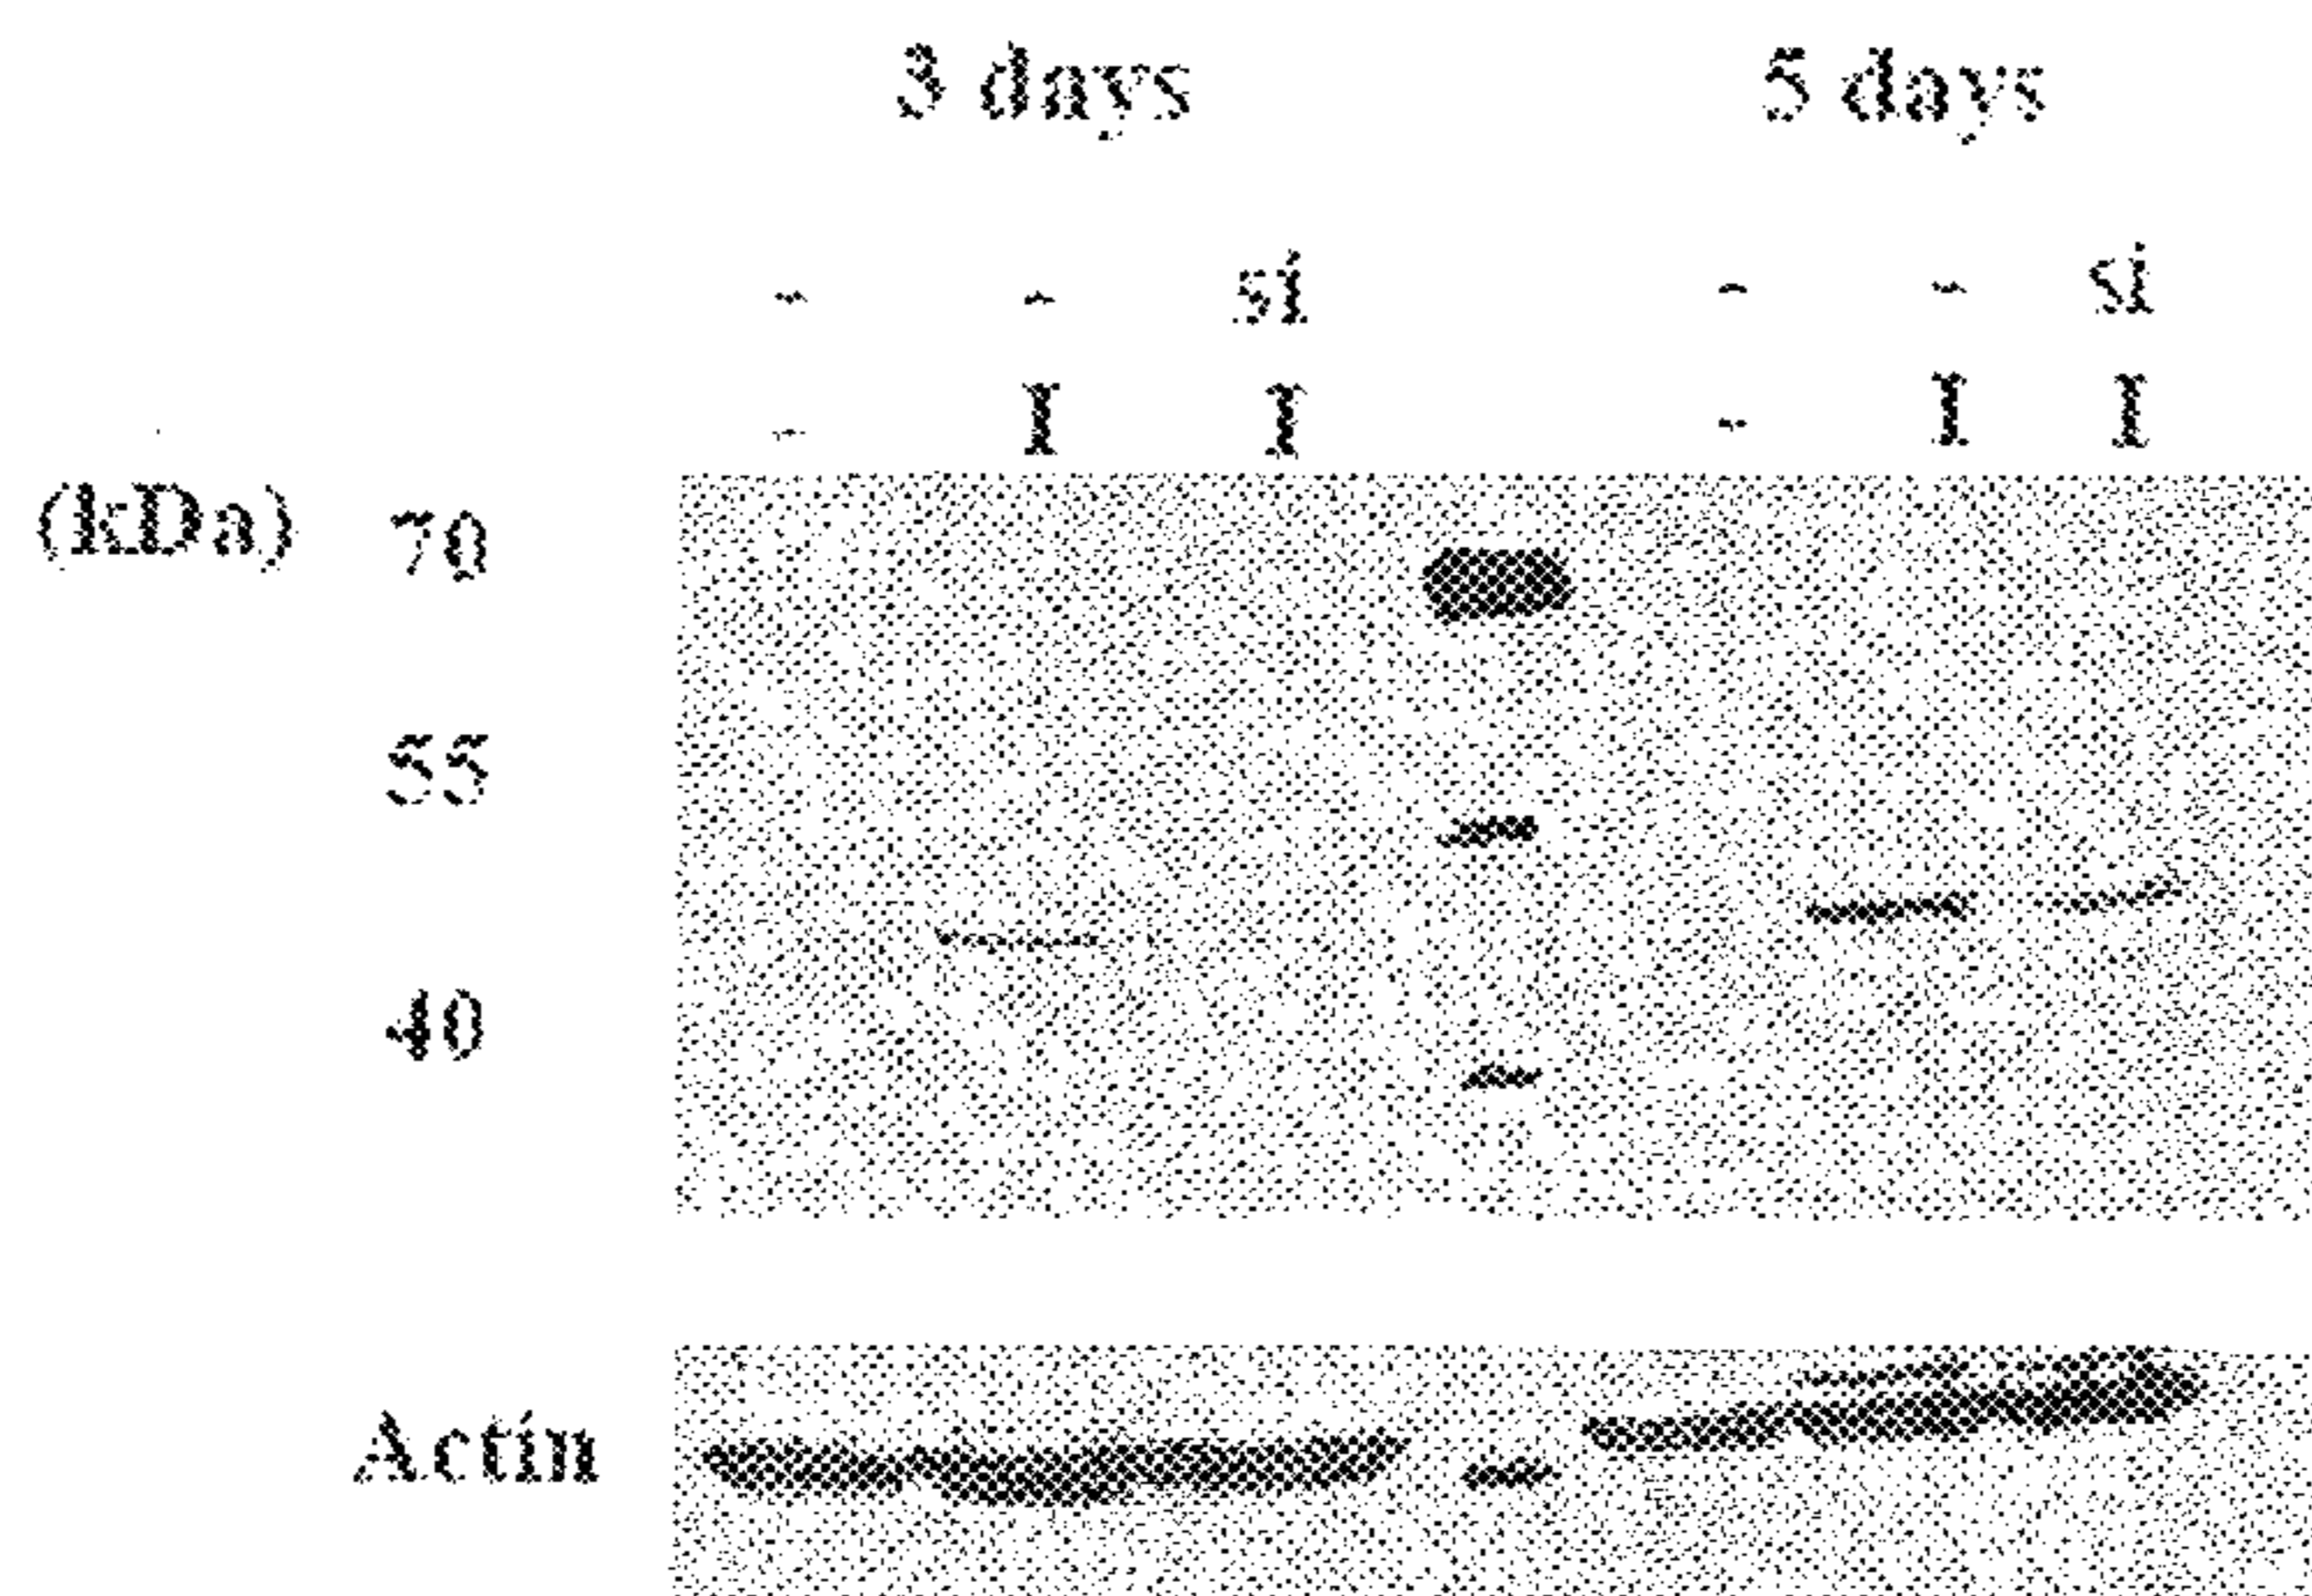 3 days 5 days
- - si - - si
- I I - I I
(kDa) 70
55
40
Actin